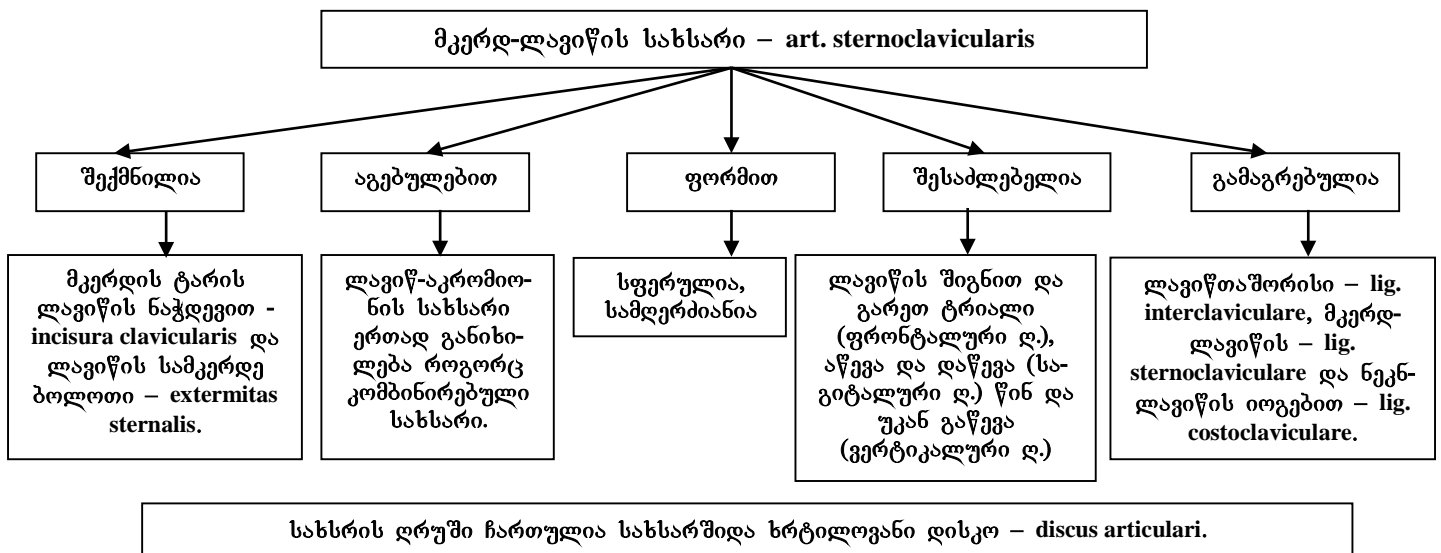 მკერდ-ლავიწის სახსარი – art. sternoclavicularis
შექმნილია
აგებულებით
ფორმით
შესაძლებელია
გამაგრებულია
მკერდის ტარის
ლავიწის ნაჭდევით -
incisura clavicularis და
ლავიწის სამკერდე
ბოლოთი – extermitas
sternalis.
ლავიწ-აკრომიო-
ნის სახსარი
ერთად განიხი-
ლება როგორც
კომბინირებული
სახსარი.
სფერულია,
სამღერძიანია
ლავიწის შიგნით და
გარეთ ტრიალი
(ფრონტალური ღ.),
აწევა და დაწევა (სა-
გიტალური ღ.) წინ და
უკან გაწევა
(ვერტიკალური ღ.)
ლავიწთაშორისი – lig.
interclaviculare, მკერდ-
ლავიწის – lig.
sternoclaviculare და ნეკნ-
ლავიწის იოგებით – lig.
costoclaviculare.
სახსრის ღრუში ჩართულია სახსარშიდა ხრტილოვანი დისკო – discus articulari.